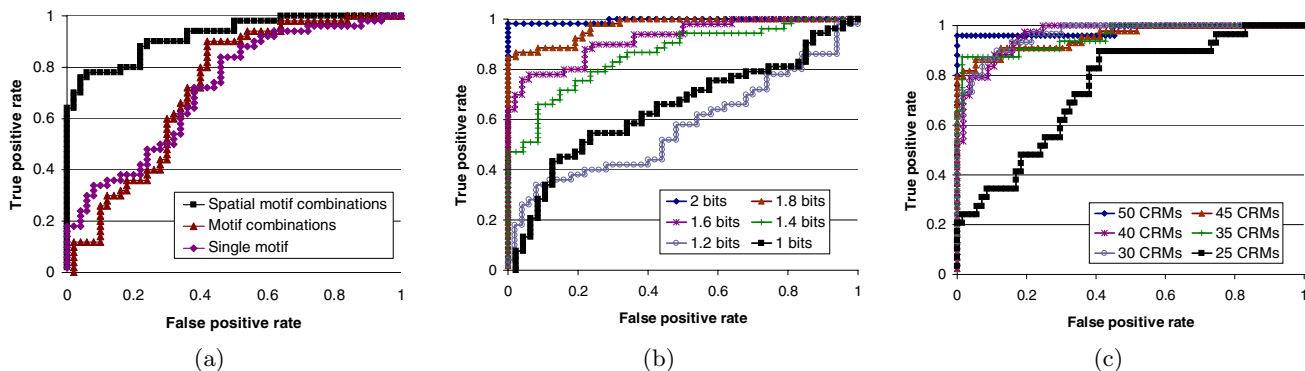 True positive rate
1
0.8
0.6
0.4
0.2
0
0 0.2 0.4 0.6 0.8 1
False positive rate
Spatial motif combinations
Motif combinations
Single motif
(a)
True positive rate
1
0.8
0.6
0.4
0.2
0
0 0.2 0.4 0.6 0.8 1
False positive rate
2 bits 1.8 bits
1.6 bits 1.4 bits
1.2 bits 1 bits
(b)
True positive rate
1
0.8
0.6
0.4
0.2
0
0 0.2 0.4 0.6 0.8 1
False positive rate
50 CRMs 45 CRMs
40 CRMs 35 CRMs
30 CRMs 25 CRMs
(c)